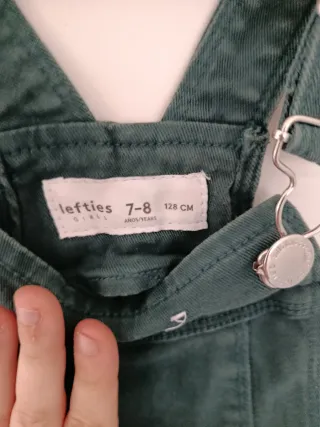 lefties 7-8 128 CM
GIRLS AÑOS/YEARS